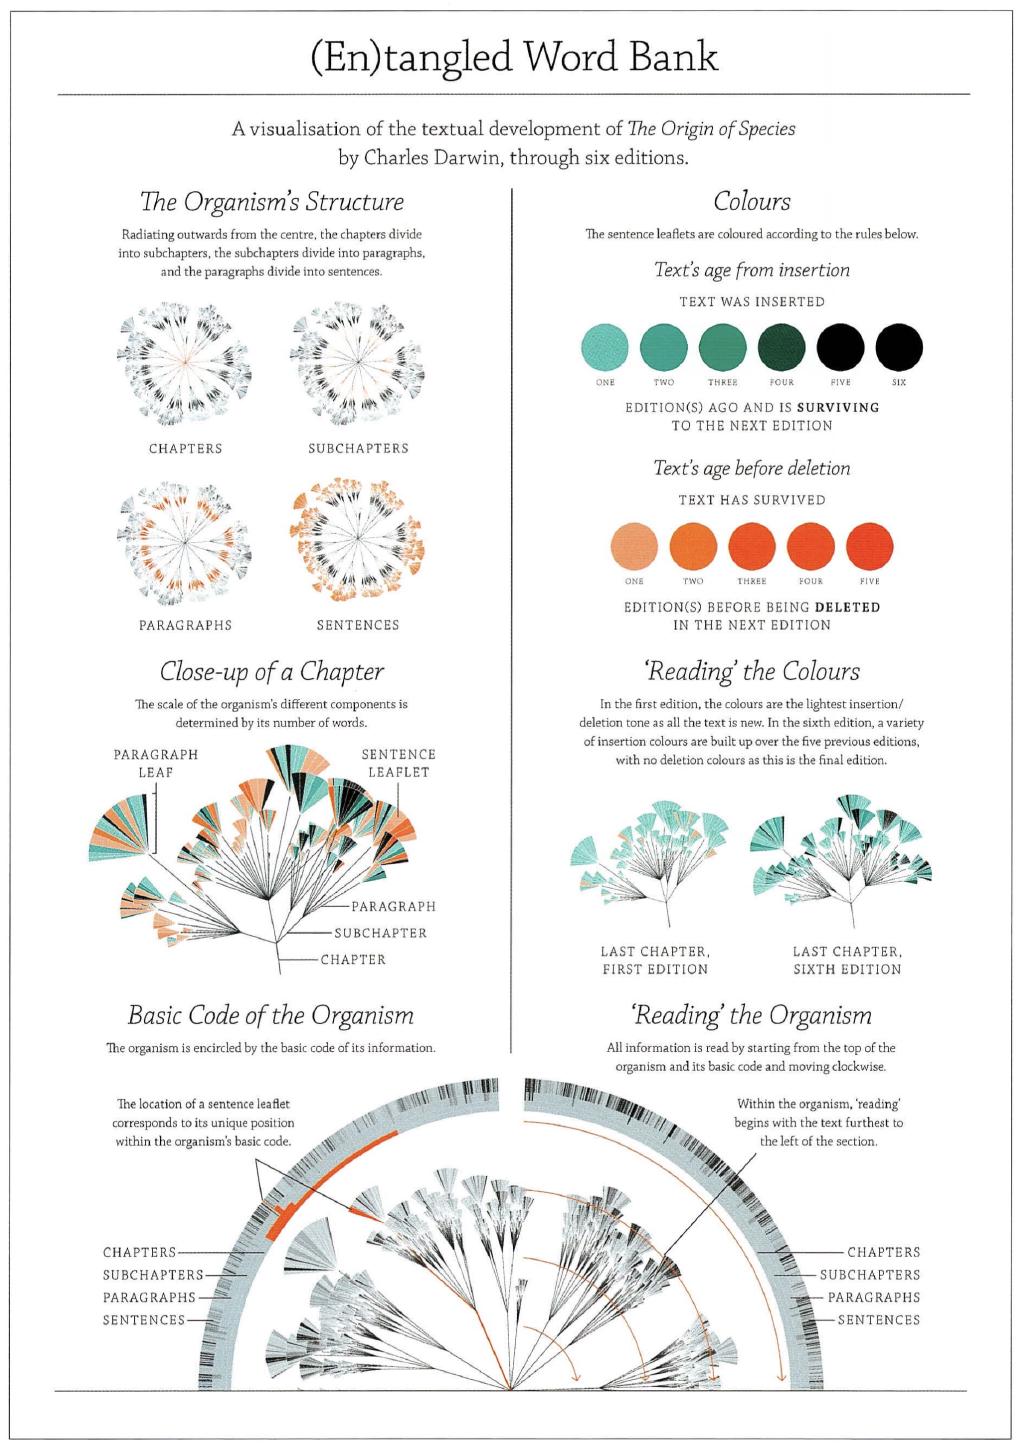 (En)tangled Word Bank
A visualisation of the textual development of The Origin of Species
by Charles Darwin, through six editions.
The Organism's Structure
Radiating outwards from the centre, the chapters divide
into subchapters, the subchapters divide into paragraphs,
and the paragraphs divide into sentences.
CHAPTERS
SUBCHAPTERS
PARAGRAPHS
SENTENCES
Close-up of a Chapter
The scale of the organism's different components is
determined by its number of words.
PARAGRAPH
LEAF
SENTENCE
LEAFLET
PARAGRAPH
SUBCHAPTER
CHAPTER
Basic Code of the Organism
The organism is encircled by the basic code of its information.
Colours
The sentence leaflets are coloured according to the rules below.
Text's age from insertion
TEXT WAS INSERTED
ONE TWO THREE FOUR FIVE SIX
EDITION(S) AGO AND IS SURVIVING
TO THE NEXT EDITION
Text's age before deletion
TEXT HAS SURVIVED
ONE TWO THREE FOUR FIVE
EDITION(S) BEFORE BEING DELETED
IN THE NEXT EDITION
'Reading' the Colours
In the first edition, the colours are the lightest insertion/
deletion tone as all the text is new. In the sixth edition, a variety
of insertion colours are built up over the five previous editions,
with no deletion colours as this is the final edition.
LAST CHAPTER,
FIRST EDITION
LAST CHAPTER,
SIXTH EDITION
'Reading' the Organism
All information is read by starting from the top of the
organism and its basic code and moving clockwise.
The location of a sentence leaflet
corresponds to its unique position
within the organism's basic code.
Within the organism, 'reading'
begins with the text furthest to
the left of the section.
CHAPTERS
SUBCHAPTERS
PARAGRAPHS
SENTENCES
CHAPTERS
SUBCHAPTERS
PARAGRAPHS
SENTENCES